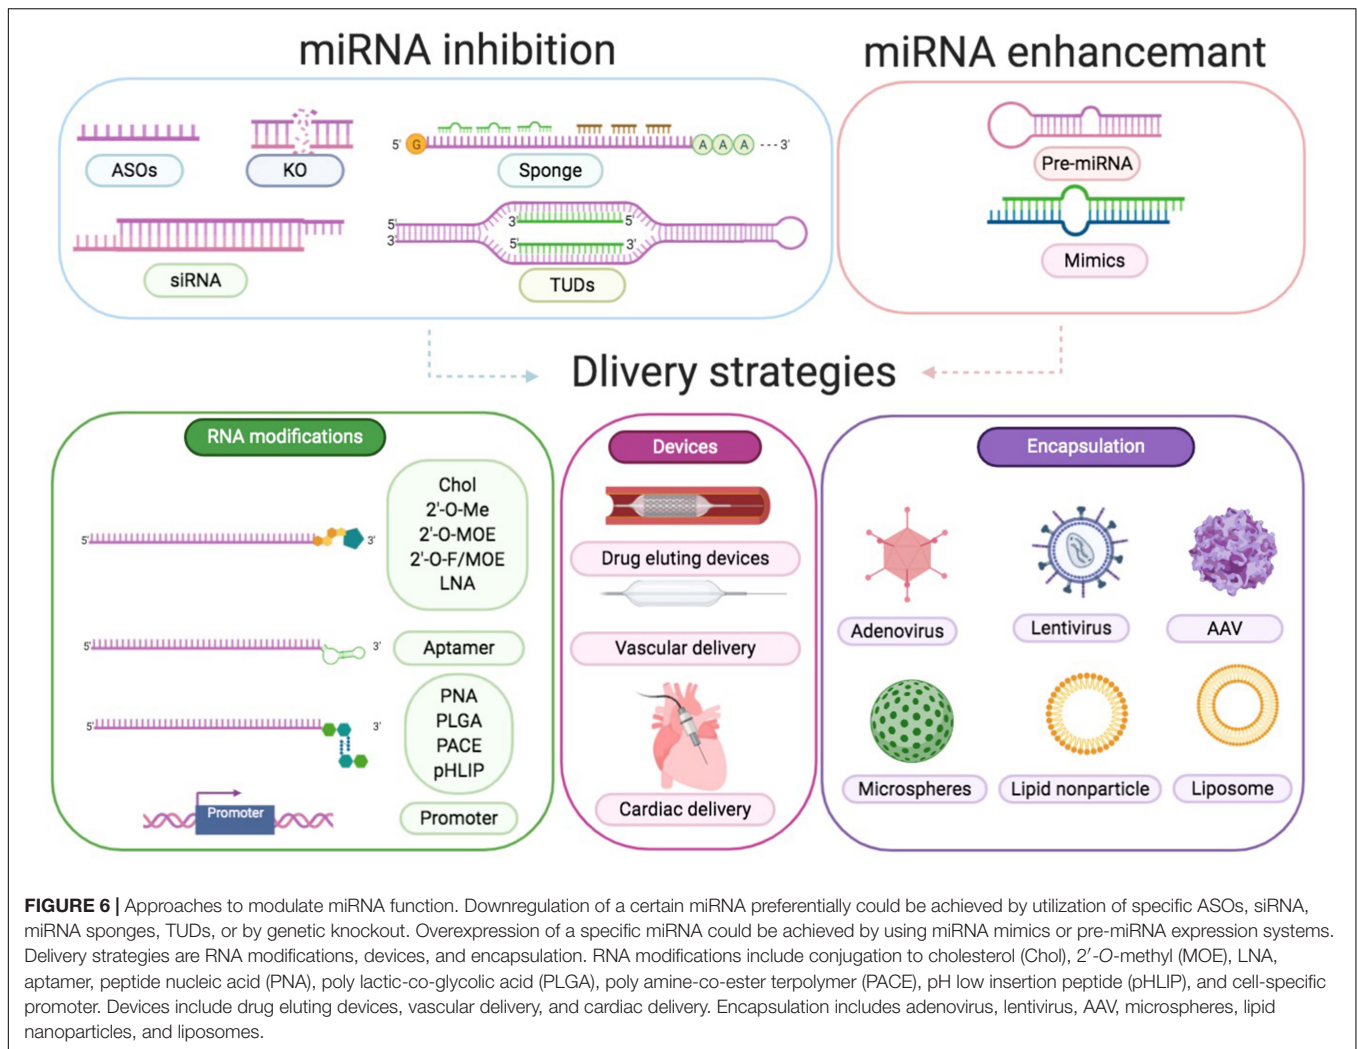 miRNA inhibition
miRNA enhancemant
ASOs
KO
5' G A A A ---3'
Sponge
siRNA
5'
3'
3' 5'
5' 3'
TUDs
Pre-miRNA
Mimics
Dlivery strategies
RNA modifications
5' 3'
Chol
2'-O-Me
2'-O-MOE
2'-O-F/MOE
LNA
5' 3'
Aptamer
5' 3'
PNA
PLGA
PACE
pHLIP
Promoter
Promoter
Devices
Drug eluting devices
Vascular delivery
Cardiac delivery
Encapsulation
Adenovirus
Lentivirus
AAV
Microspheres
Lipid nonparticle
Liposome
FIGURE 6 | Approaches to modulate miRNA function. Downregulation of a certain miRNA preferentially could be achieved by utilization of specific ASOs, siRNA,
miRNA sponges, TUDs, or by genetic knockout. Overexpression of a specific miRNA could be achieved by using miRNA mimics or pre-miRNA expression systems.
Delivery strategies are RNA modifications, devices, and encapsulation. RNA modifications include conjugation to cholesterol (Chol), 2′-O-methyl (MOE), LNA,
aptamer, peptide nucleic acid (PNA), poly lactic-co-glycolic acid (PLGA), poly amine-co-ester terpolymer (PACE), pH low insertion peptide (pHLIP), and cell-specific
promoter. Devices include drug eluting devices, vascular delivery, and cardiac delivery. Encapsulation includes adenovirus, lentivirus, AAV, microspheres, lipid
nanoparticles, and liposomes.